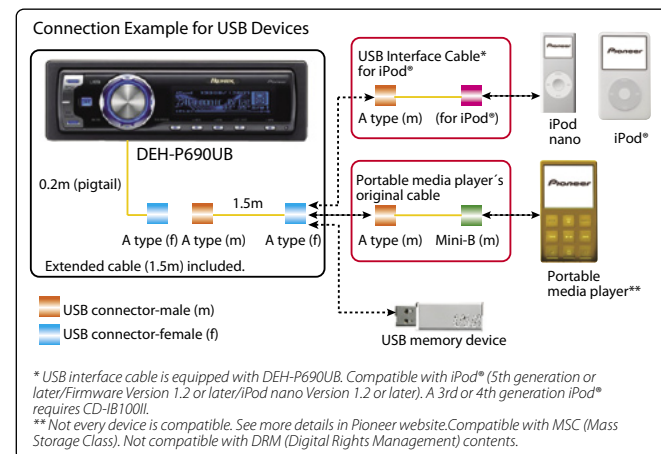 Connection Example for USB Devices
USB Interface Cable*
for iPod®
A type (m)
(for iPod®)
Pioneer
iPod
nano
Pioneer
iPod®
DEH-P690UB
0.2m (pigtail)
1.5m
A type (f)
A type (m)
A type (f)
Extended cable (1.5m) included.
Portable media player´s
original cable
A type (m)
Mini-B (m)
Pioneer
Portable
media player**
USB connector-male (m)
USB connector-female (f)
USB memory device
* USB interface cable is equipped with DEH-P690UB. Compatible with iPod® (5th generation or
later/Firmware Version 1.2 or later/iPod nano Version 1.2 or later). A 3rd or 4th generation iPod®
requires CD-IB100II.
** Not every device is compatible. See more details in Pioneer website.Compatible with MSC (Mass
Storage Class). Not compatible with DRM (Digital Rights Management) contents.